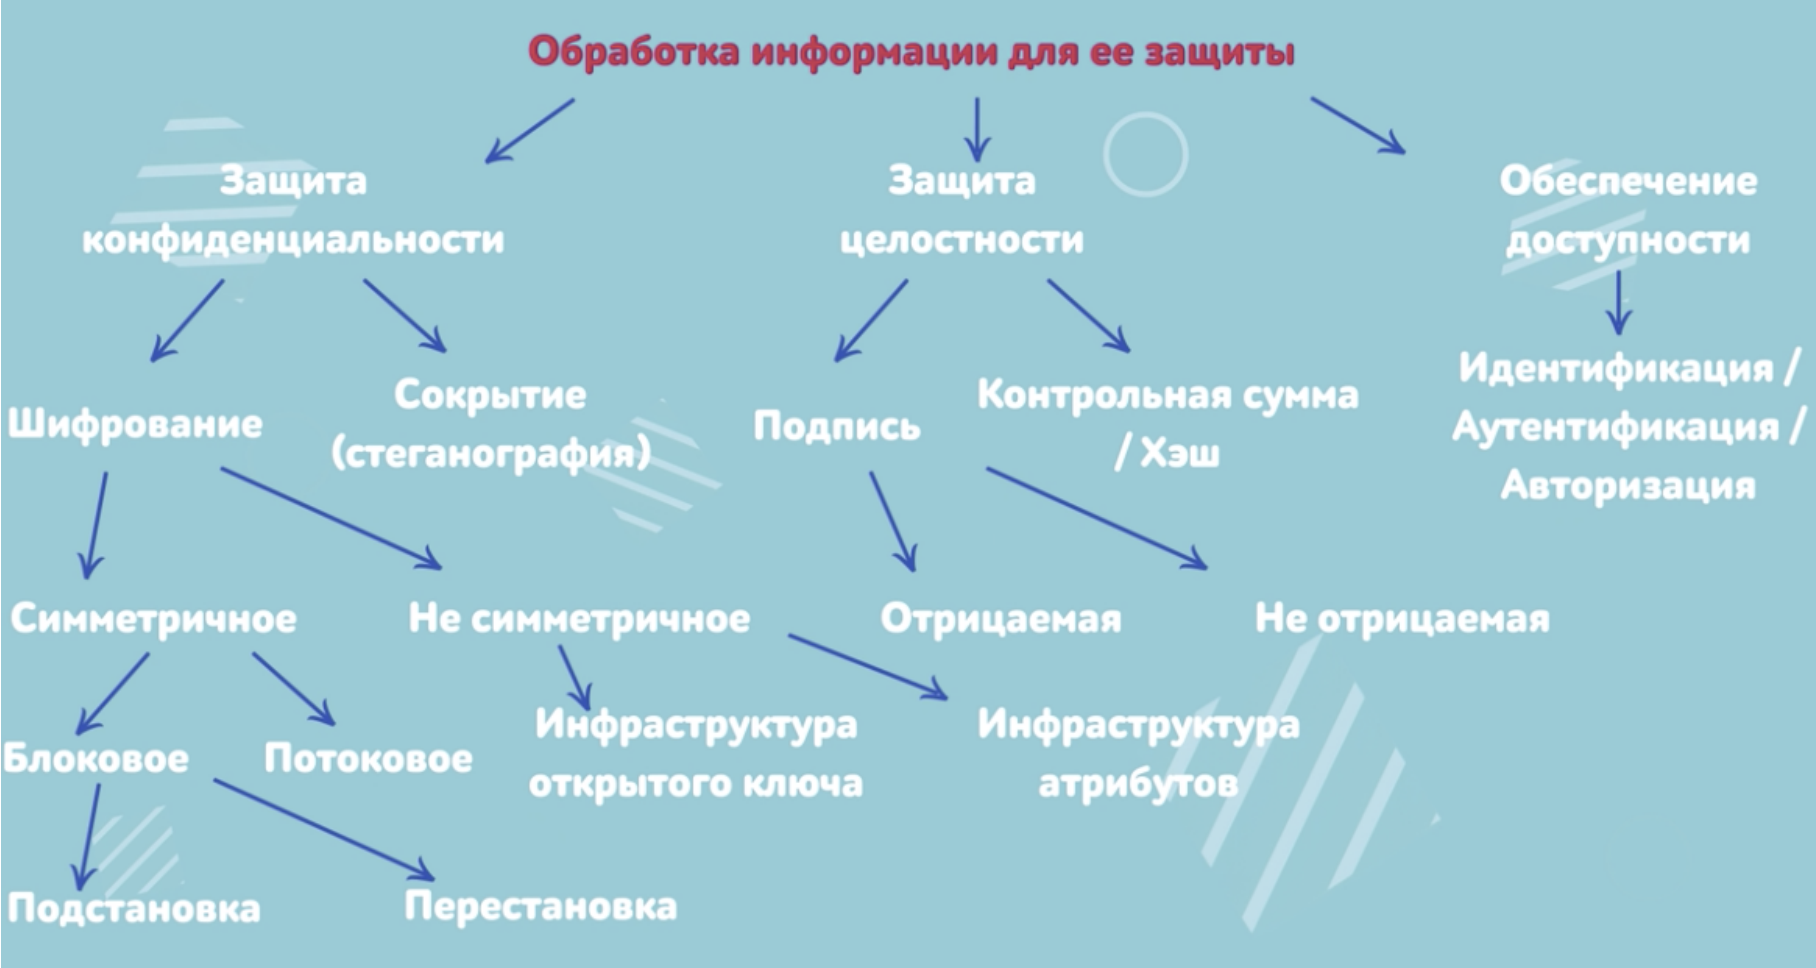 Обработка информации для ее защиты
Защита
конфиденциальности
Защита
целостности
Обеспечение
доступности
Шифрование
Сокрытие
(стеганография)
Подпись
Контрольная сумма
/ Хэш
Идентификация /
Аутентификация /
Авторизация
Симметричное
Не симметричное
Отрицаемая
Не отрицаемая
Блоковое
Потоковое
Инфраструктура
открытого ключа
Инфраструктура
атрибутов
Подстановка
Перестановка